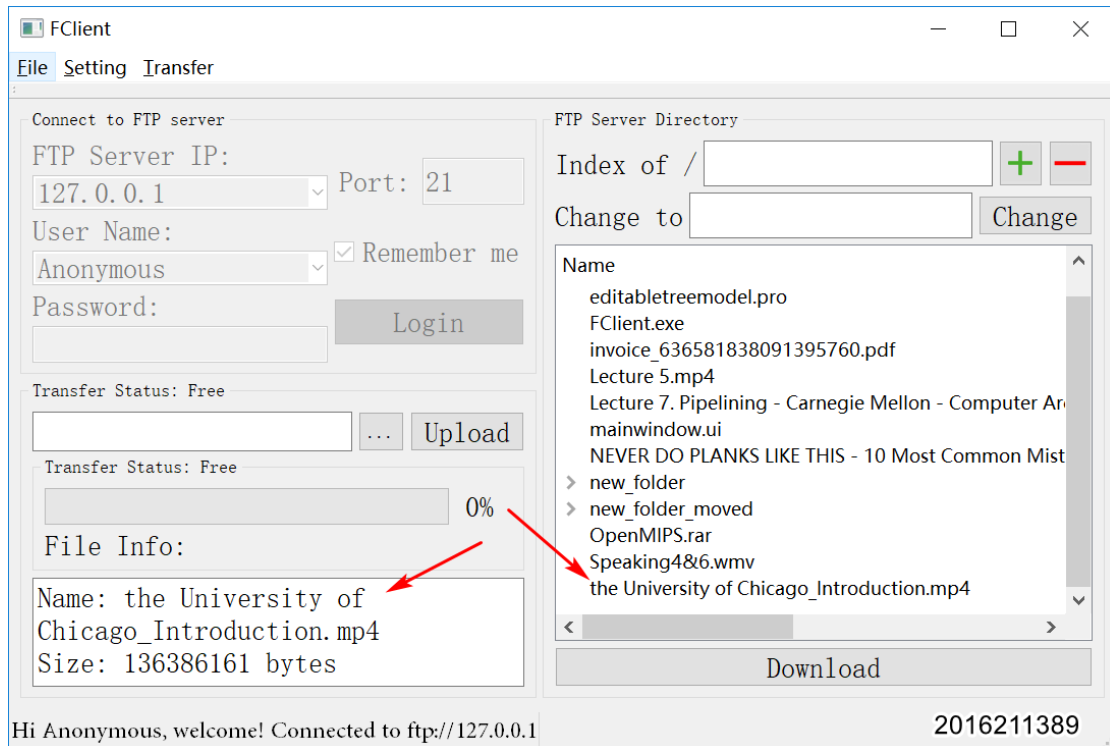 FClient
File Setting Transfer
Connect to FTP server
FTP Server IP:
127.0.0.1
Port: 21
User Name:
Anonymous
Remember me
Password:
Login
Transfer Status: Free
... Upload
Transfer Status: Free
0%
File Info:
Name: the University of
Chicago_Introduction.mp4
Size: 136386161 bytes
FTP Server Directory
Index of /
Change to
Change
Name
editabletreemodel.pro
FClient.exe
invoice_636581838091395760.pdf
Lecture 5.mp4
Lecture 7. Pipelining - Carnegie Mellon - Computer Ar
mainwindow.ui
NEVER DO PLANKS LIKE THIS - 10 Most Common Mist
new_folder
new_folder_moved
OpenMIPS.rar
Speaking4&6.wmv
the University of Chicago_Introduction.mp4
Download
Hi Anonymous, welcome! Connected to ftp://127.0.0.1
2016211389